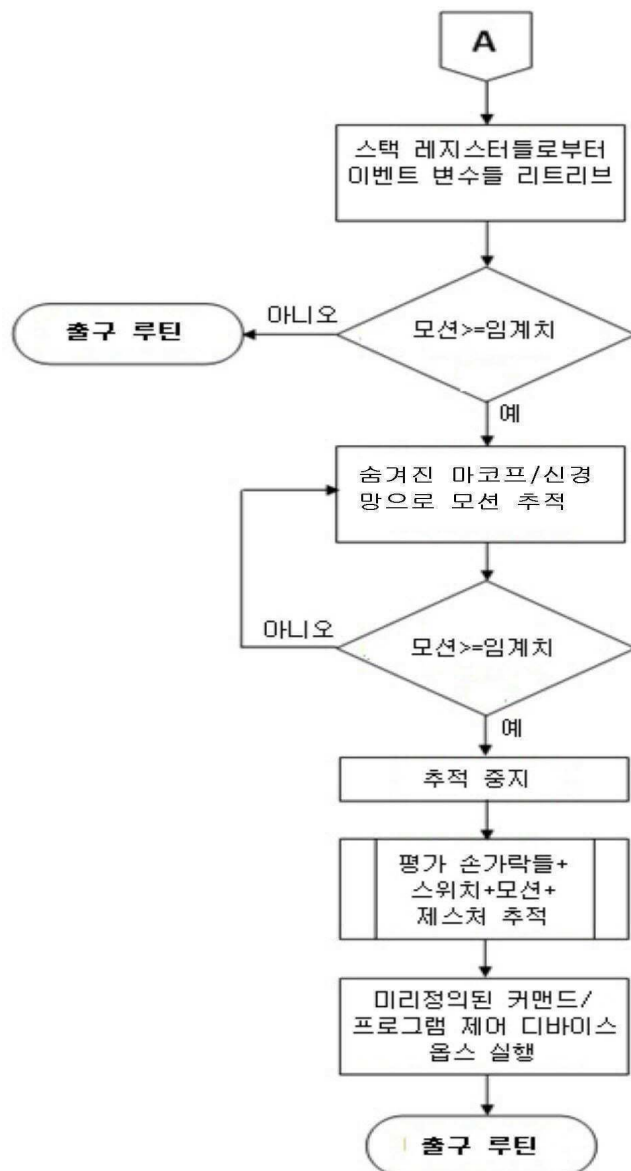 A
스택 레지스터들로부터
이벤트 변수들 리트리브
아니오
출구 루틴
모션>=임계치
예
숨겨진 마코프/신경
망으로 모션 추적
아니오
모션>=임계치
예
추적 중지
평가 손가락들+
스위치+모션+
제스처 추적
미리정의된 커맨드/
프로그램 제어 디바이스
옵스 실행
출구 루틴